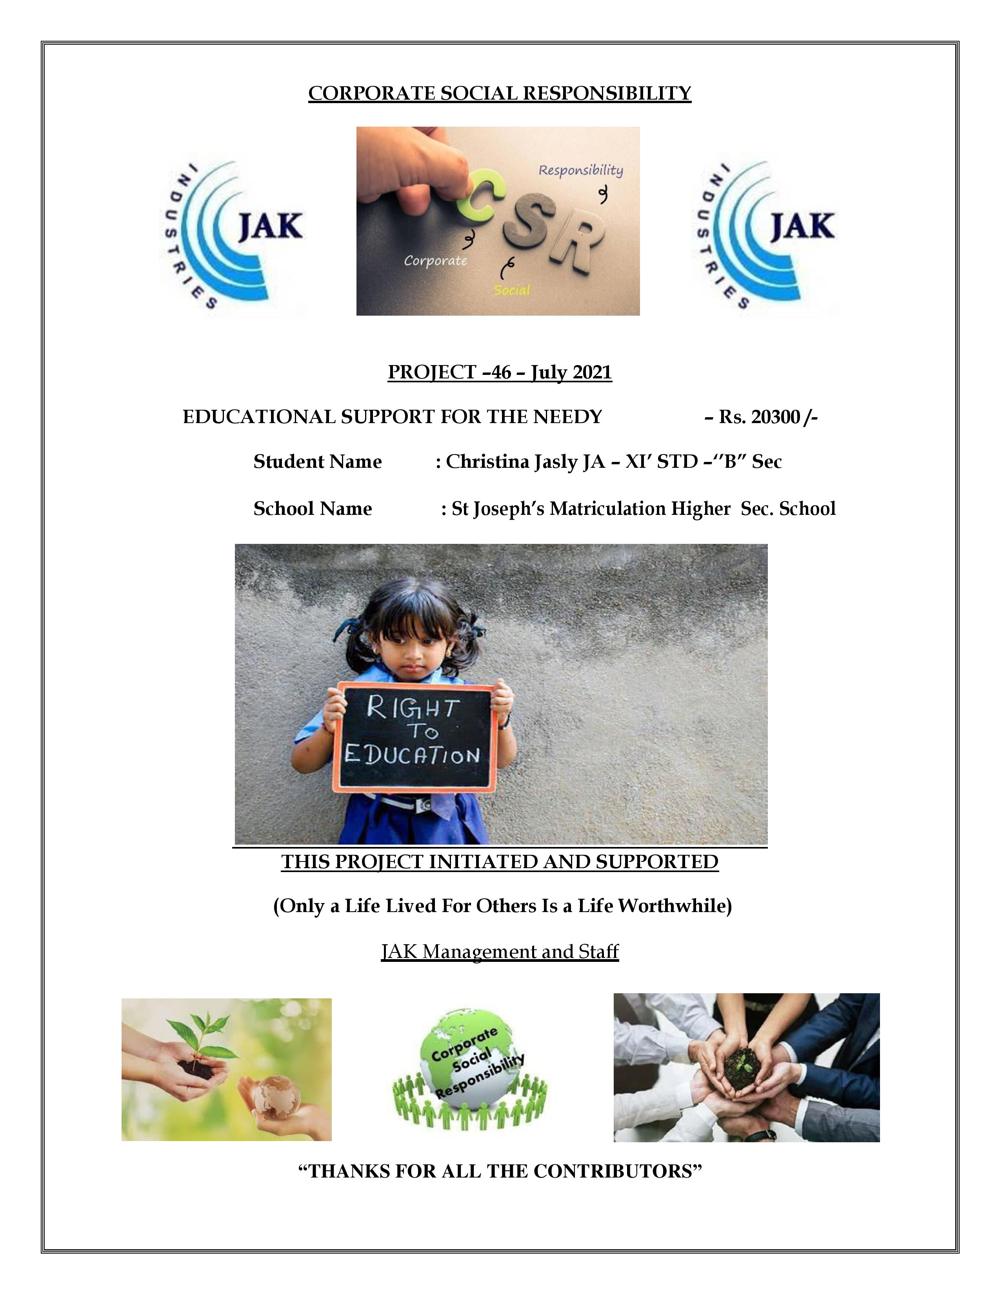 CORPORATE SOCIAL RESPONSIBILITY
INDUSTRIES
JAK
Responsibility
CSR
Corporate
Social
INDUSTRIES
JAK
PROJECT –46 – July 2021
EDUCATIONAL SUPPORT FOR THE NEEDY – Rs. 20300 /-
Student Name : Christina Jasly JA – XI’ STD –‘’B” Sec
School Name : St Joseph’s Matriculation Higher Sec. School
RIGHT
TO
EDUCATION
THIS PROJECT INITIATED AND SUPPORTED
(Only a Life Lived For Others Is a Life Worthwhile)
JAK Management and Staff
Corporate
Social
Responsibility
“THANKS FOR ALL THE CONTRIBUTORS”